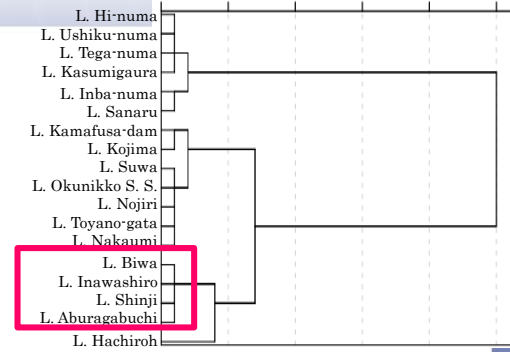 L. Hi-numa
L. Ushiku-numa
L. Tega-numa
L. Kasumigaura
L. Inba-numa
L. Sanaru
L. Kamafusa-dam
L. Kojima
L. Suwa
L. Okunikko S. S.
L. Nojiri
L. Toyano-gata
L. Nakaumi
L. Biwa
L. Inawashiro
L. Shinji
L. Aburagabuchi
L. Hachiroh